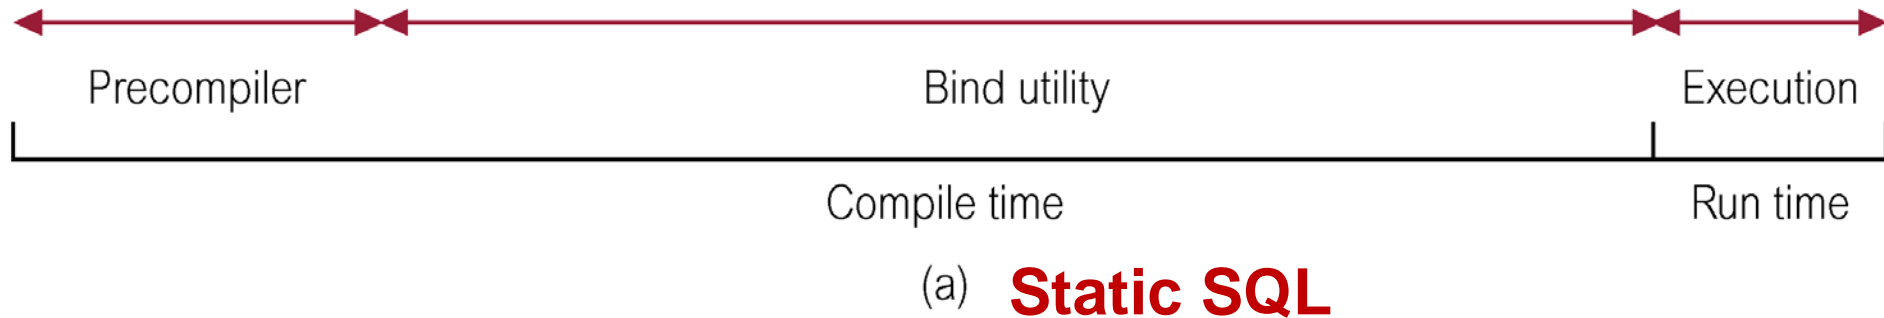 Precompiler Bind utility Execution
Compile time Run time
(a) Static SQL